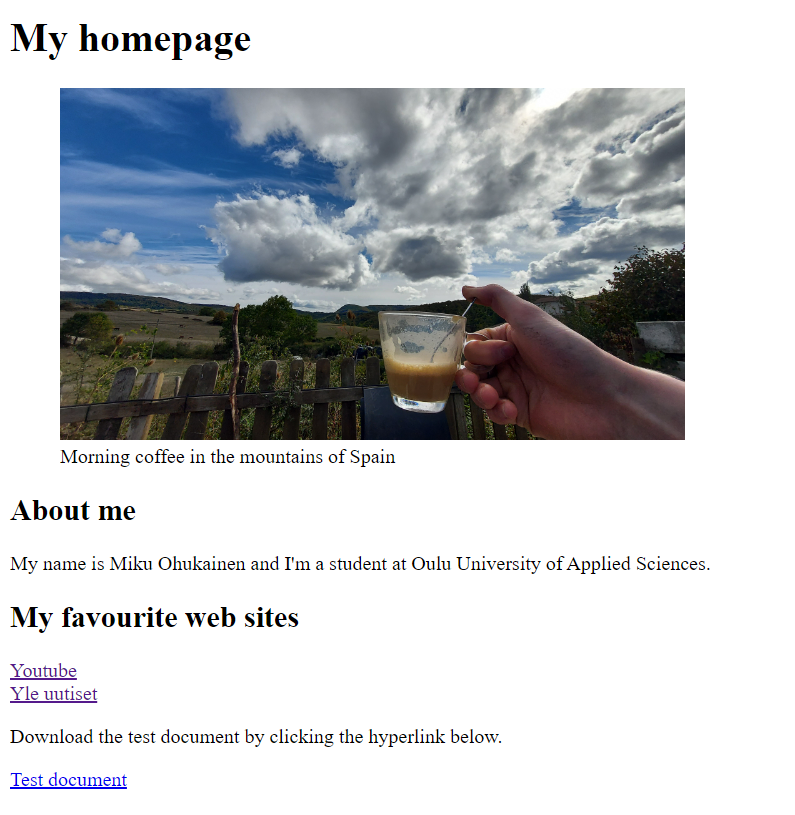 My homepage
Morning coffee in the mountains of Spain
About me
My name is Miku Ohukainen and I'm a student at Oulu University of Applied Sciences.
My favourite web sites
Youtube
Yle uutiset
Download the test document by clicking the hyperlink below.
Test document